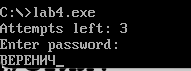 C:\>lab4.exe
Attempts left: 3
Enter password:
ВЕРЕНИЧ_